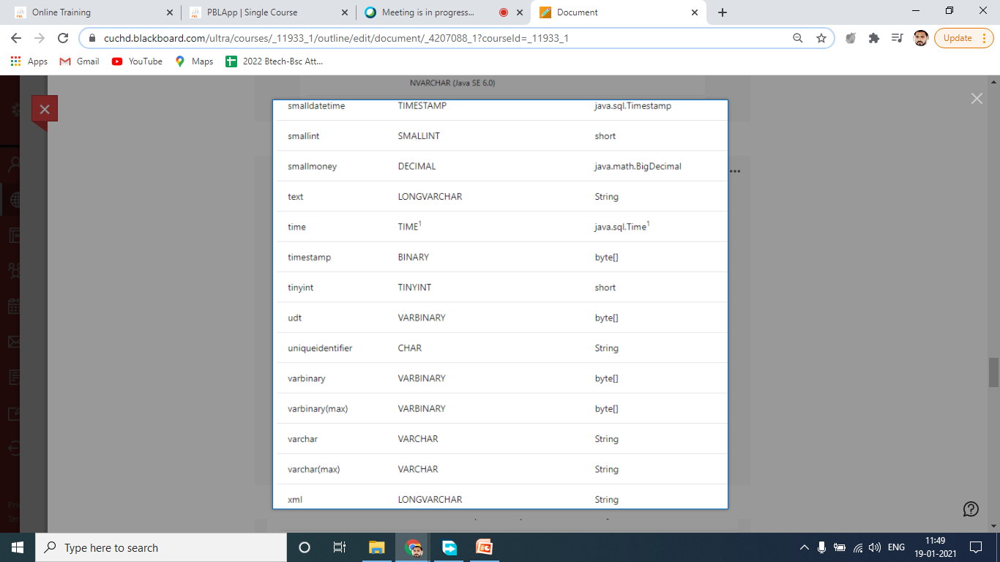 Online Training
PBLApp | Single Course
Meeting is in progress...
Document
cuchd.blackboard.com/ultra/courses/_11933_1/outline/edit/document/_4207088_1?courseId=_11933_1
Update
Apps
Gmail
YouTube
Maps
2022 Btech-Bsc Att...
NVARCHAR (Java SE 6.0)
smalldatetime TIMESTAMP java.sql.Timestamp
smallint SMALLINT short
smallmoney DECIMAL java.math.BigDecimal
text LONGVARCHAR String
time TIME1 java.sql.Time1
timestamp BINARY byte[]
tinyint TINYINT short
udt VARBINARY byte[]
uniqueidentifier CHAR String
varbinary VARBINARY byte[]
varbinary(max) VARBINARY byte[]
varchar VARCHAR String
varchar(max) VARCHAR String
xml LONGVARCHAR String
Type here to search
ENG
11:49
19-01-2021